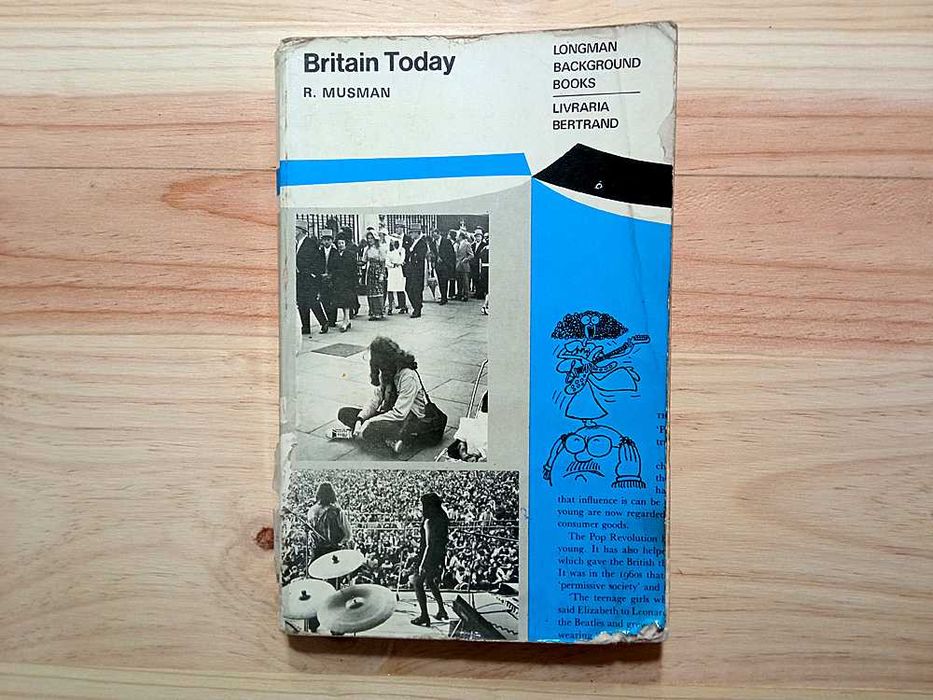 Britain Today
R. MUSMAN
LONGMAN
BACKGROUND
BOOKS
LIVRARIA
BERTRAND
that influence is can be
young are now regarded
consumer goods.
The Pop Revolution
young. It has also helpe
which gave the British
It was in the 1960s that
'permissive society' and
'The teenage girls
said Elizabeth to Leonar
the Beatles and
wearing